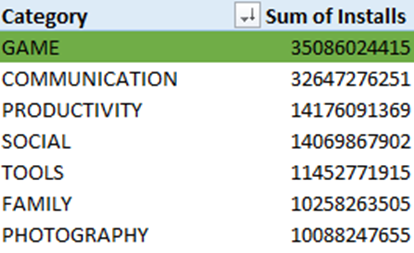 Category Sum of Installs
GAME 35086024415
COMMUNICATION 32647276251
PRODUCTIVITY 14176091369
SOCIAL 14069867902
TOOLS 11452771915
FAMILY 10258263505
PHOTOGRAPHY 10088247655